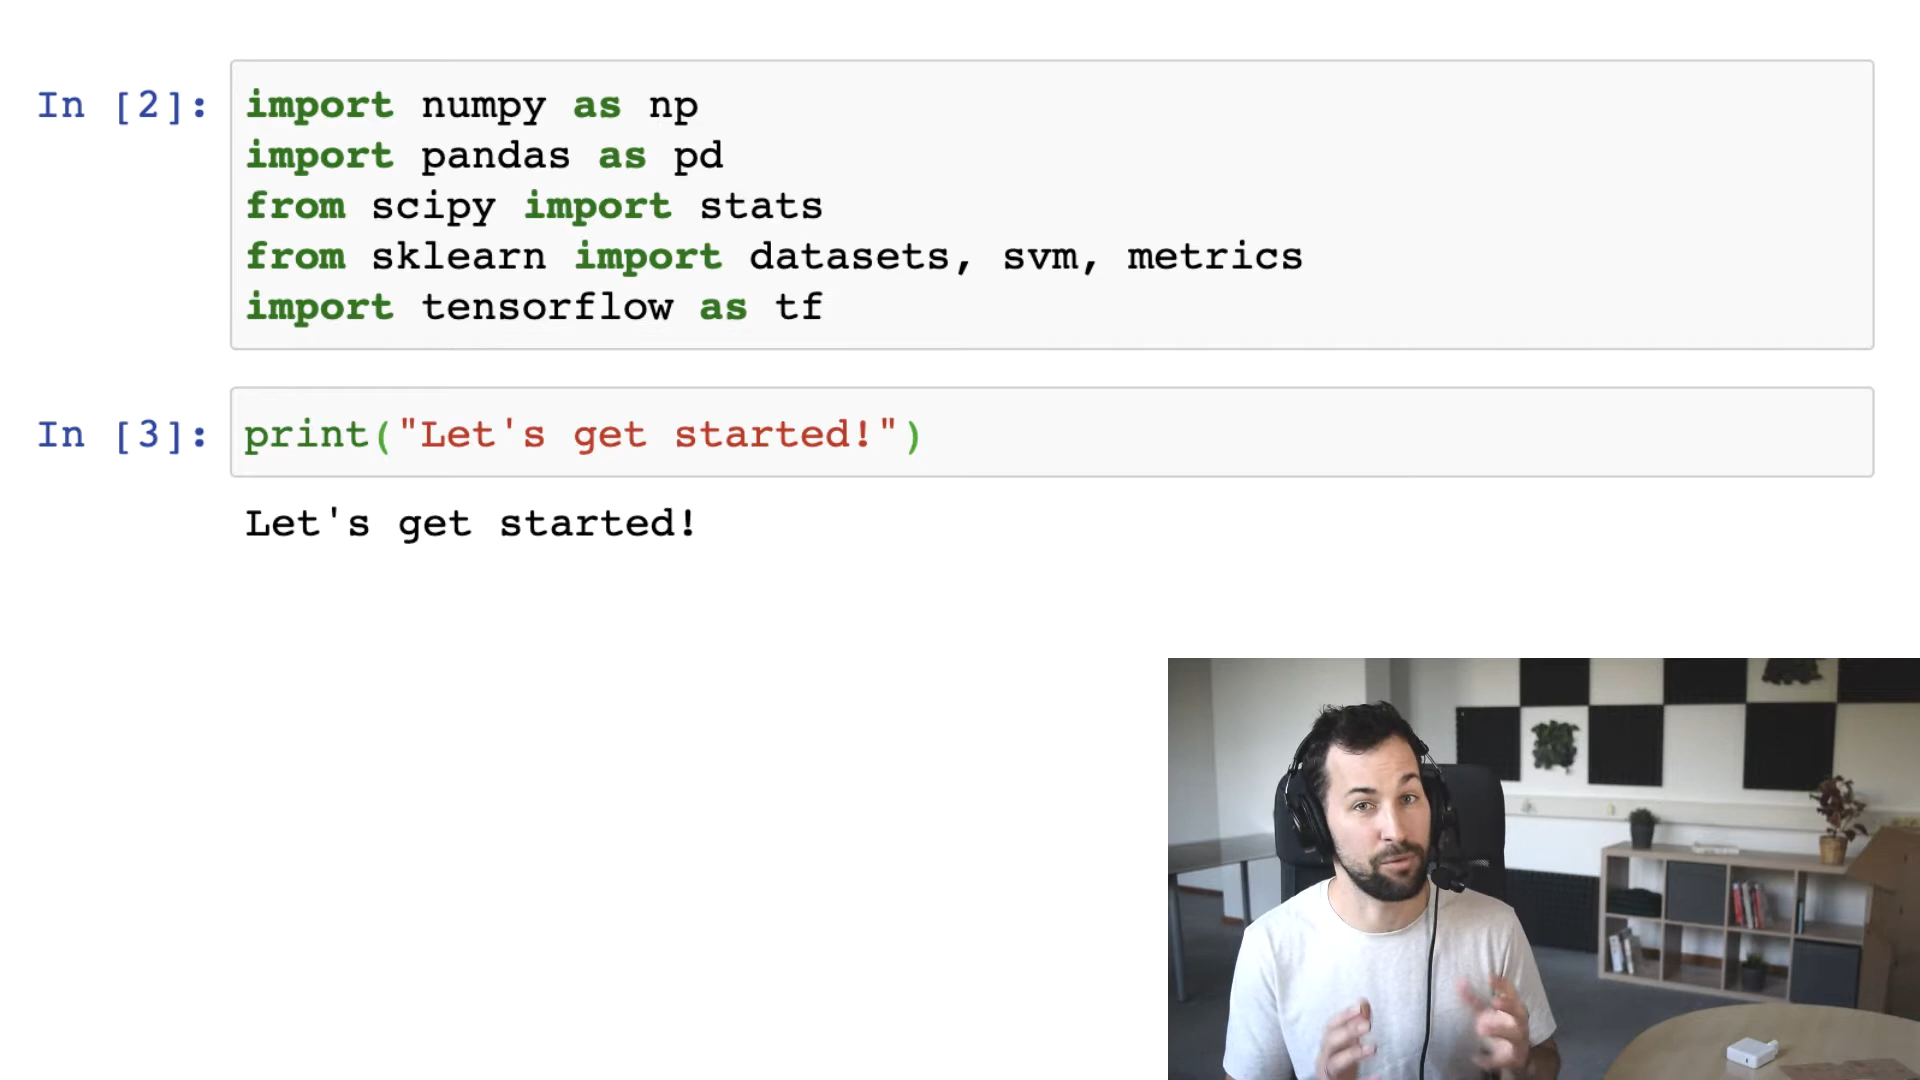 In [2]: import numpy as np
import pandas as pd
from scipy import stats
from sklearn import datasets, svm, metrics
import tensorflow as tf
In [3]: print("Let's get started!")
Let's get started!